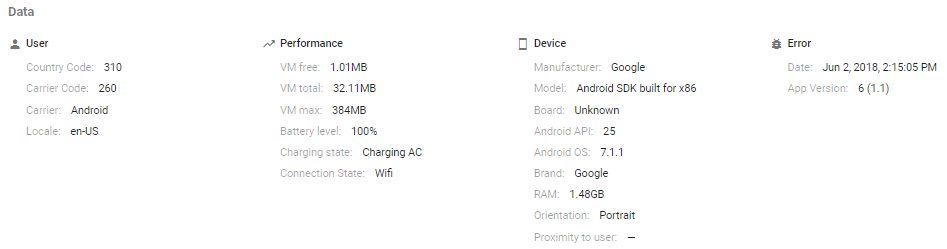 Data
User
Country Code: 310
Carrier Code: 260
Carrier: Android
Locale: en-US
Performance
VM free: 1.01MB
VM total: 32.11MB
VM max: 384MB
Battery level: 100%
Charging state: Charging AC
Connection State: Wifi
Device
Manufacturer: Google
Model: Android SDK built for x86
Board: Unknown
Android API: 25
Android OS: 7.1.1
Brand: Google
RAM: 1.48GB
Orientation: Portrait
Proximity to user: —
Error
Date: Jun 2, 2018, 2:15:05 PM
App Version: 6 (1.1)